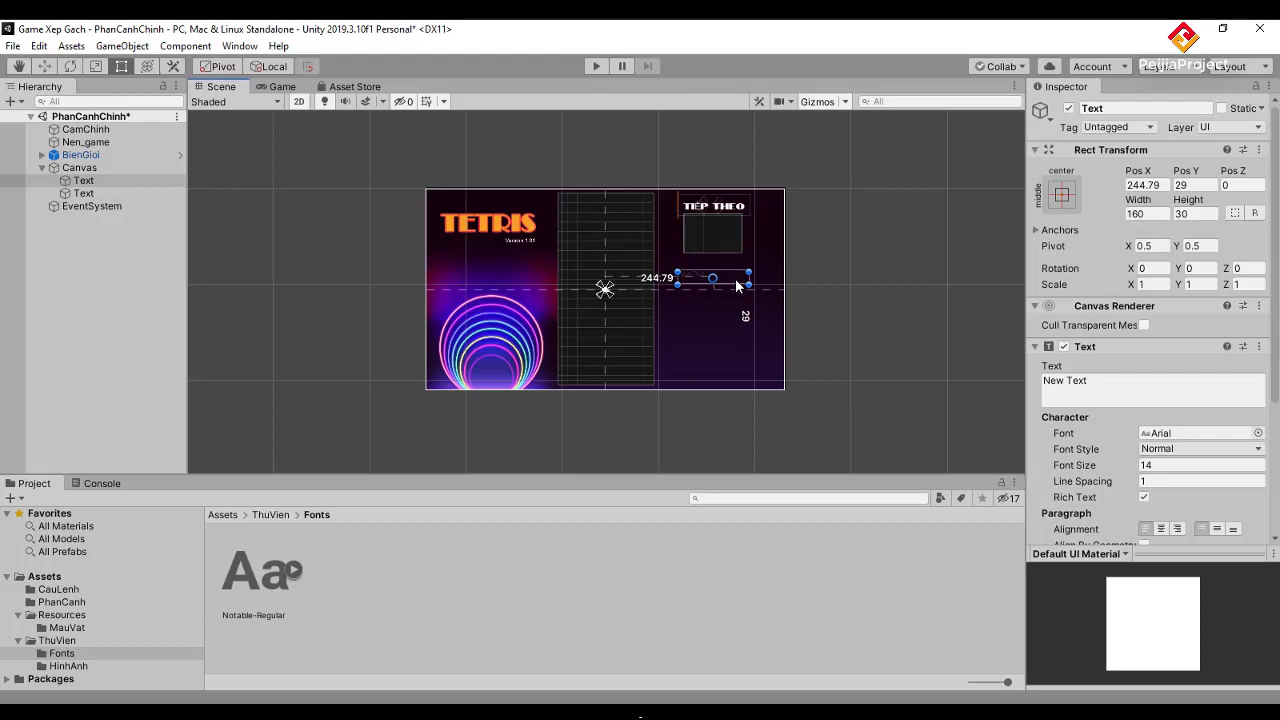 Game Xep Gach - PhanCanhChinh - PC, Mac & Linux Standalone - Unity 2019.3.10f1 Personal* <DX11>
File Edit Assets GameObject Component Window Help
Pivot Local Collab Account Layers Layout
PeijiaProject
Hierarchy Scene Game Asset Store Inspector
All
Shaded 2D 0 Gizmos All
Text Static
Tag Untagged Layer UI
PhanCanhChinh*
CamChinh
Nen_game
BienGioi
Canvas
Text
Text
EventSystem
TETRIS
Version 1.01
TIẾP THEO
244.79
29
Rect Transform
center
middle
Pos X Pos Y Pos Z
244.79 29 0
Width Height
160 30 R
Anchors
Pivot X 0.5 Y 0.5
Rotation X 0 Y 0 Z 0
Scale X 1 Y 1 Z 1
Canvas Renderer
Cull Transparent Mes
Text
Text
New Text
Character
Font Aa Arial
Font Style Normal
Font Size 14
Line Spacing 1
Rich Text
Paragraph
Alignment
Align By Geometry
Default UI Material
Project Console
17
Favorites
All Materials
All Models
All Prefabs
Assets
CauLenh
PhanCanh
Resources
MauVat
ThuVien
Fonts
HinhAnh
Packages
Assets > ThuVien > Fonts
Aa
Notable-Regular